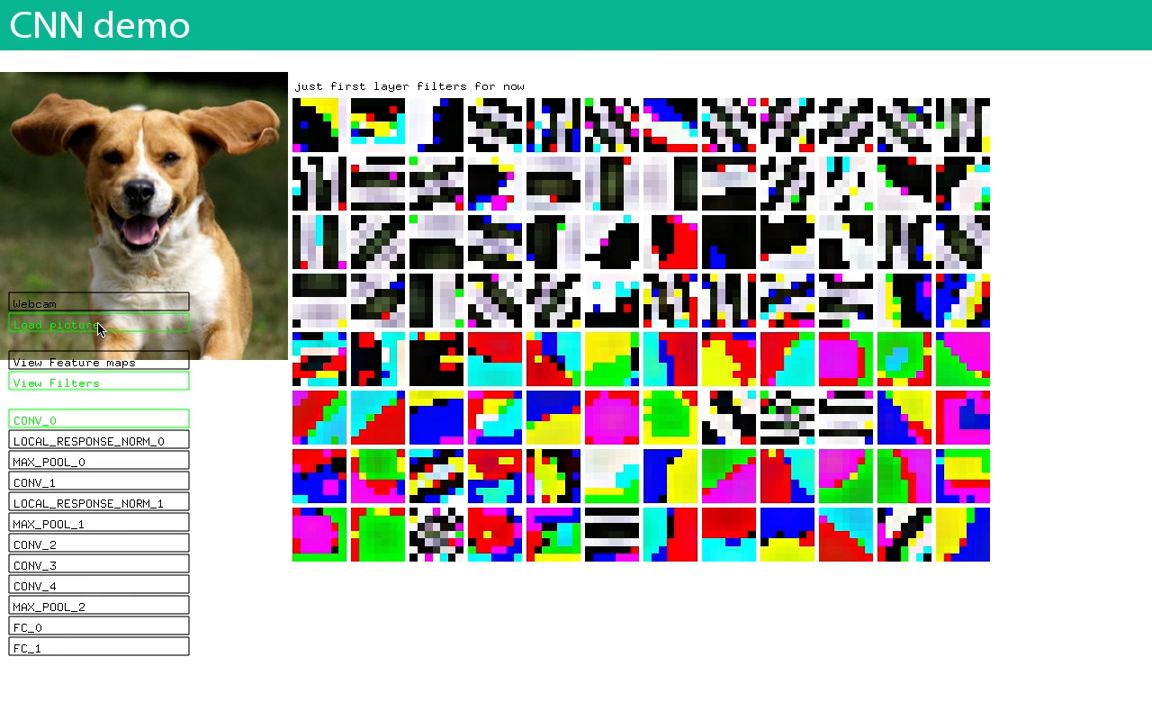 CNN demo
just first layer filters for now
Webcam
Load picture
View Feature maps
View Filters
CONV_0
LOCAL_RESPONSE_NORM_0
MAX_POOL_0
CONV_1
LOCAL_RESPONSE_NORM_1
MAX_POOL_1
CONV_2
CONV_3
CONV_4
MAX_POOL_2
FC_0
FC_1